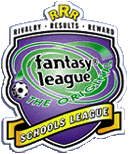 RRR
RIVALRY · RESULTS · REWARD
fantasy
league
THE ORIGINAL
SCHOOLS LEAGUE